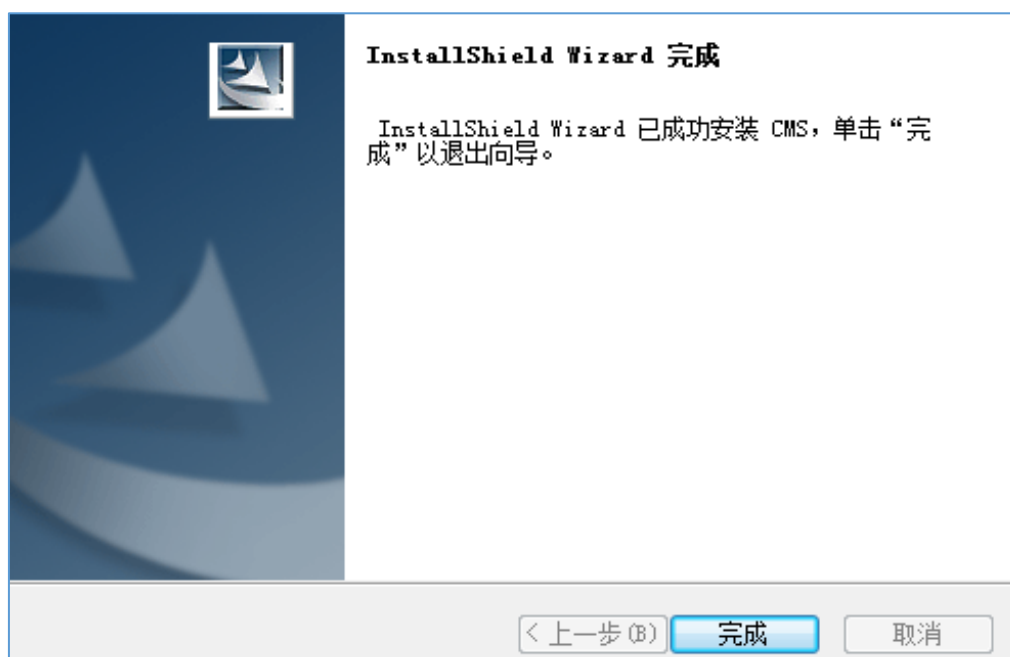 InstallShield Wizard 完成
InstallShield Wizard 已成功安装 CMS，单击“完
成”以退出向导。
< 上一步(B)
完成
取消